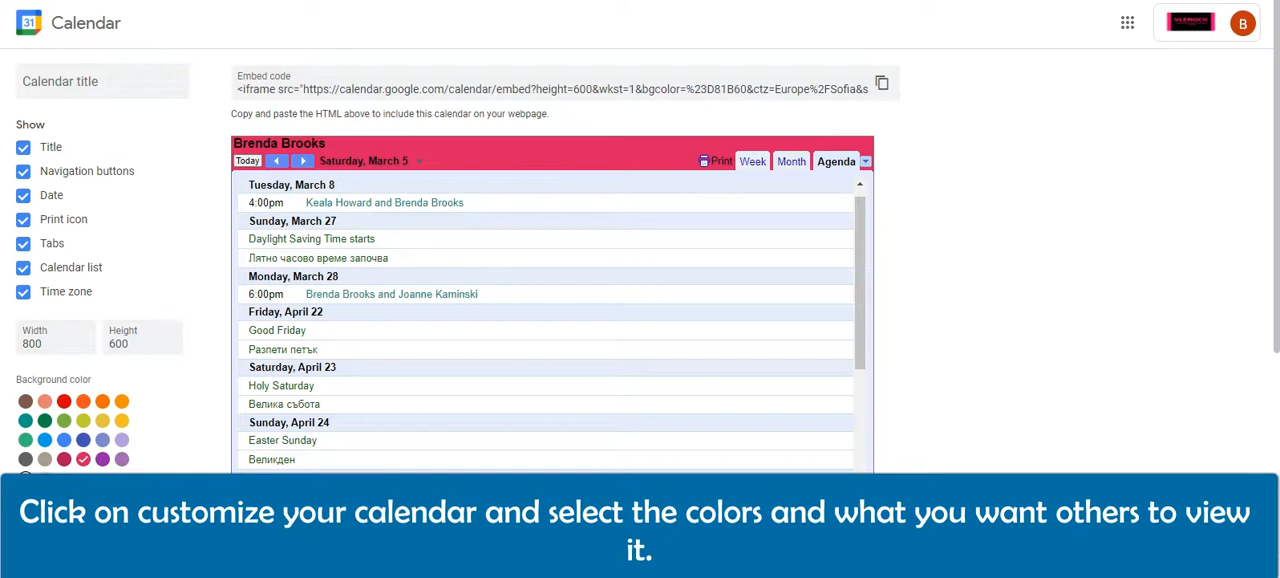 Calendar
B
Calendar title
Embed code
<iframe src="https://calendar.google.com/calendar/embed?height=600&wkst=1&bgcolor=%23D81B60&ctz=Europe%2FSofia&s
Copy and paste the HTML above to include this calendar on your webpage.
Show
Title
Navigation buttons
Date
Print icon
Tabs
Calendar list
Time zone
Width
800
Height
600
Background color
Brenda Brooks
Today Saturday, March 5 Print Week Month Agenda
Tuesday, March 8
4:00pm Keala Howard and Brenda Brooks
Sunday, March 27
Daylight Saving Time starts
Лятно часово време започва
Monday, March 28
6:00pm Brenda Brooks and Joanne Kaminski
Friday, April 22
Good Friday
Разпети петък
Saturday, April 23
Holy Saturday
Велика събота
Sunday, April 24
Easter Sunday
Великден
Click on customize your calendar and select the colors and what you want others to view
it.